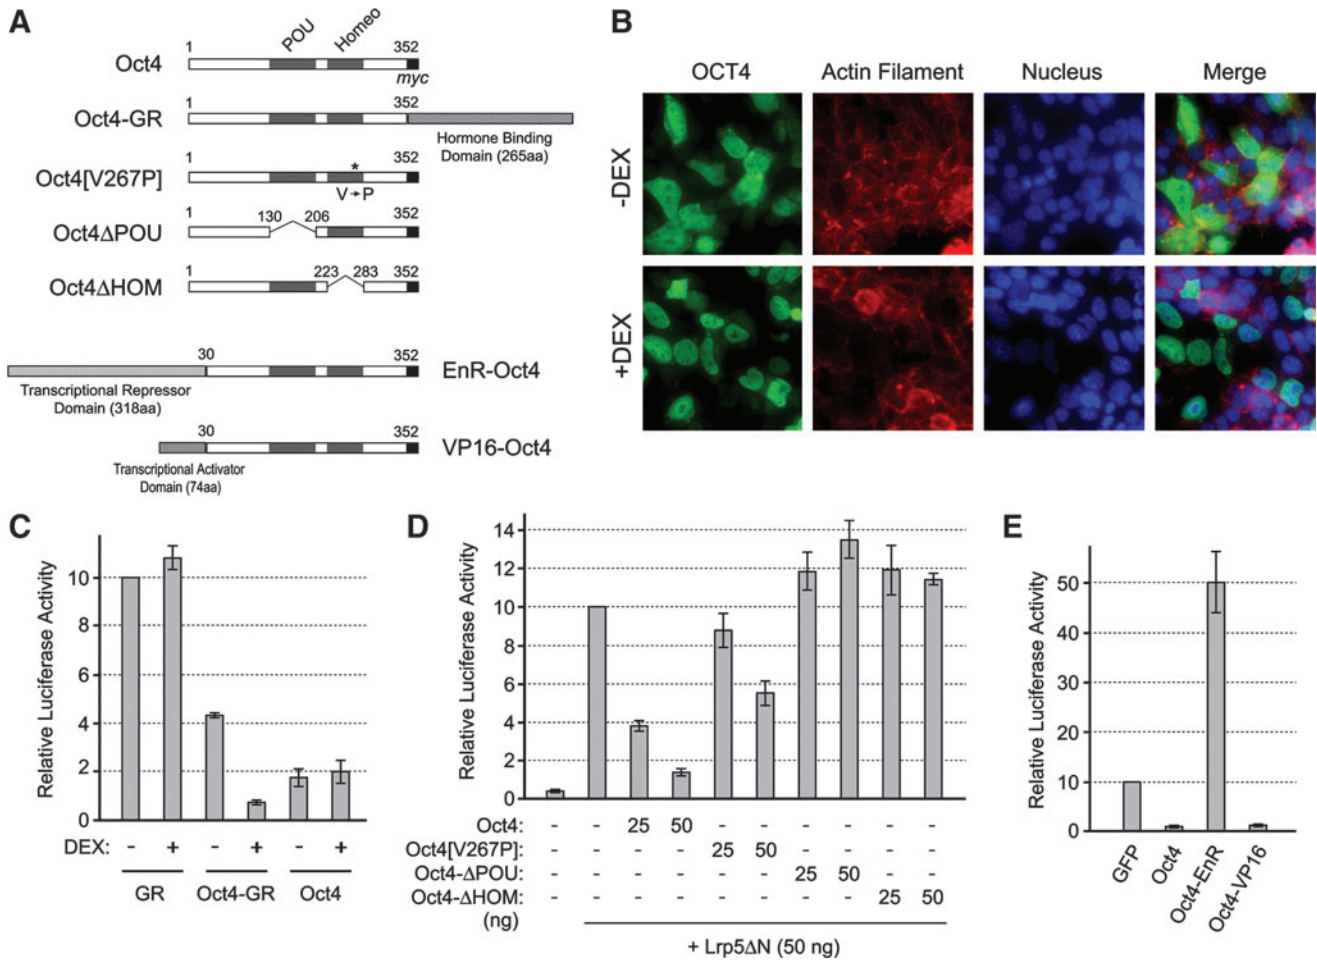 A
POU Homeo
1 352
Oct4
myc
1 352
Oct4-GR
Hormone Binding
Domain (265aa)
1 * 352
Oct4[V267P]
V→P
1 130 206 352
Oct4ΔPOU
1 223 283 352
Oct4ΔHOM
30 352
EnR-Oct4
Transcriptional Repressor
Domain (318aa)
30 352
VP16-Oct4
Transcriptional Activator
Domain (74aa)
B
OCT4 Actin Filament Nucleus Merge
-DEX
+DEX
C
Relative Luciferase Activity
10
8
6
4
2
0
DEX: - + - + - +
GR Oct4-GR Oct4
D
Relative Luciferase Activity
14
12
10
8
6
4
2
0
Oct4: - - 25 50 - - - - - -
Oct4[V267P]: - - - - 25 50 - - - -
Oct4-ΔPOU: - - - - - - 25 50 - -
Oct4-ΔHOM: - - - - - - - - 25 50
(ng)
+ Lrp5ΔN (50 ng)
E
Relative Luciferase Activity
50
40
30
20
10
0
GFP
Oct4
Oct4-EnR
Oct4-VP16